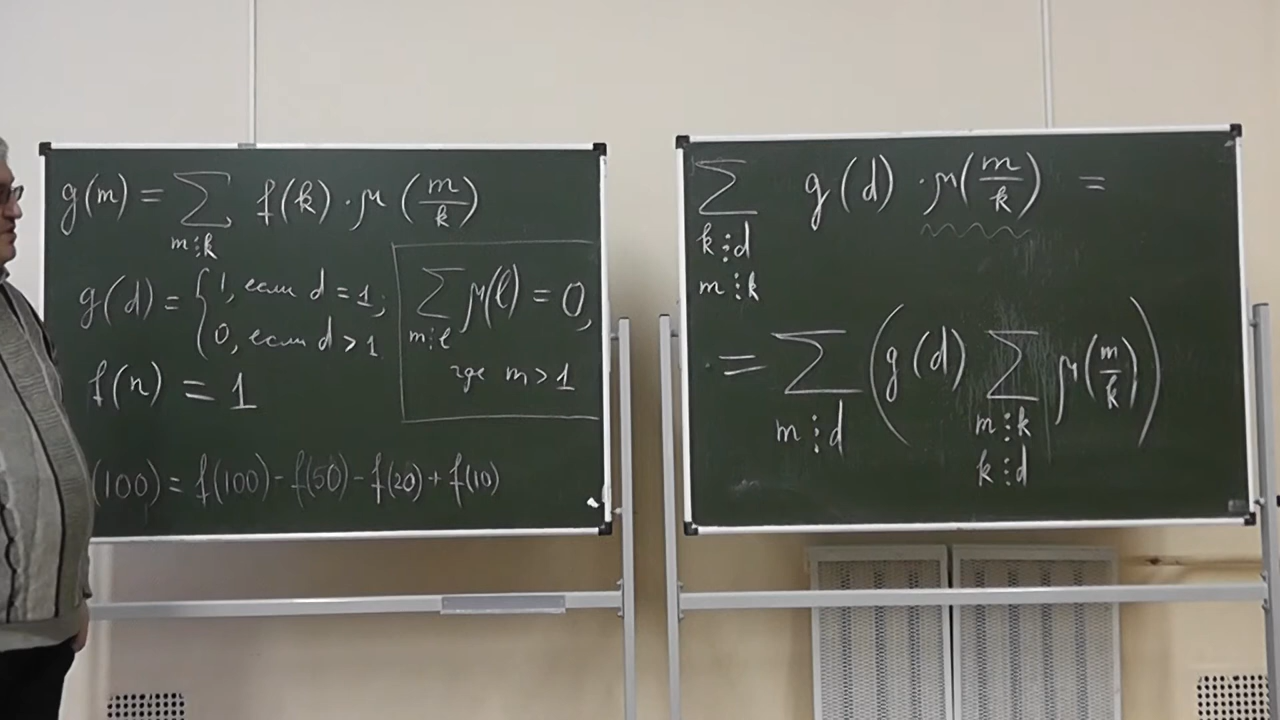 g(m) = ∑ f(k) · μ (m/k)
m⋮k
g(d) = { 1, если d = 1;
0, если d > 1
f(n) = 1
∑ μ(l) = 0,
m⋮l
где m > 1
(100) = f(100) - f(50) - f(20) + f(10)
∑ g(d) · μ(m/k) =
k⋮d
m⋮k
= ∑ (g(d) ∑ μ(m/k))
m⋮d m⋮k
k⋮d